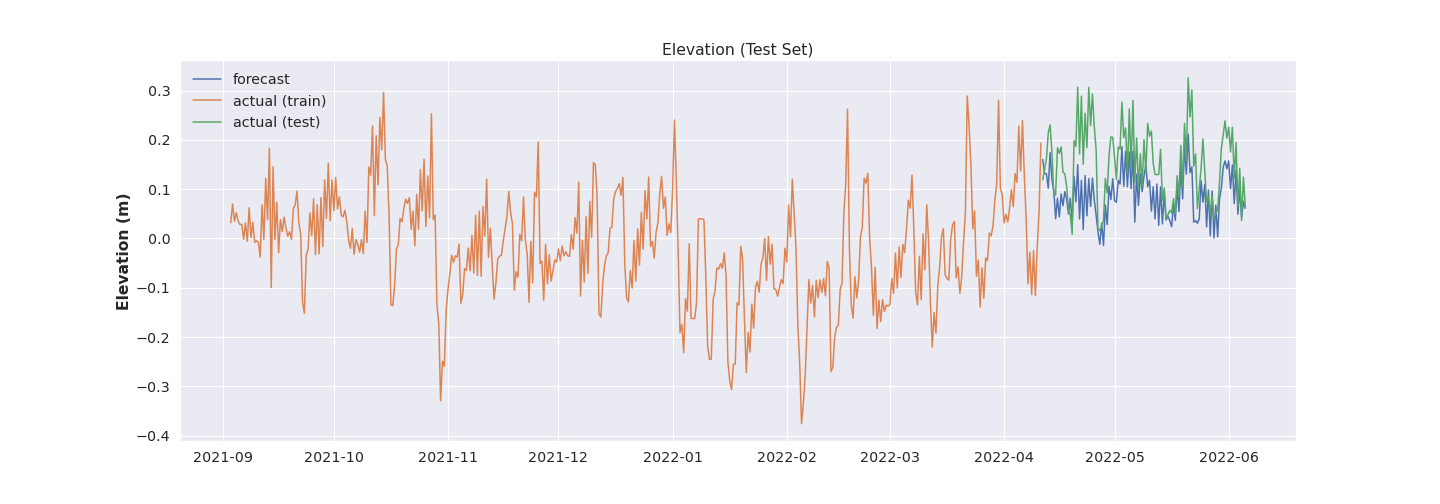 Elevation (Test Set)
forecast
actual (train)
actual (test)
Elevation (m)
0.3
0.2
0.1
0.0
−0.1
−0.2
−0.3
−0.4
2021-09 2021-10 2021-11 2021-12 2022-01 2022-02 2022-03 2022-04 2022-05 2022-06